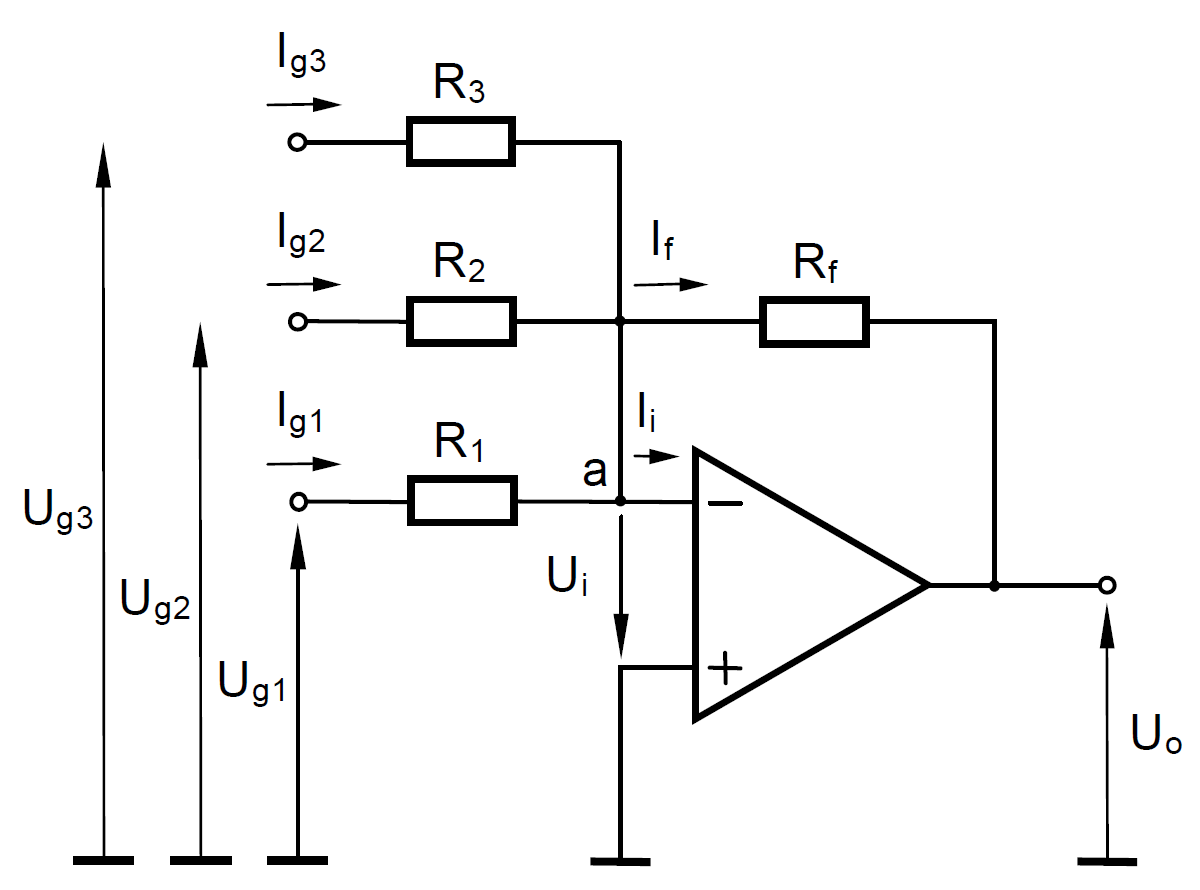 Ig3
R3
Ig2
R2
If
Rf
Ig1
R1
Ii
a
−
Ug3
Ui
Ug2
+
Ug1
Uo